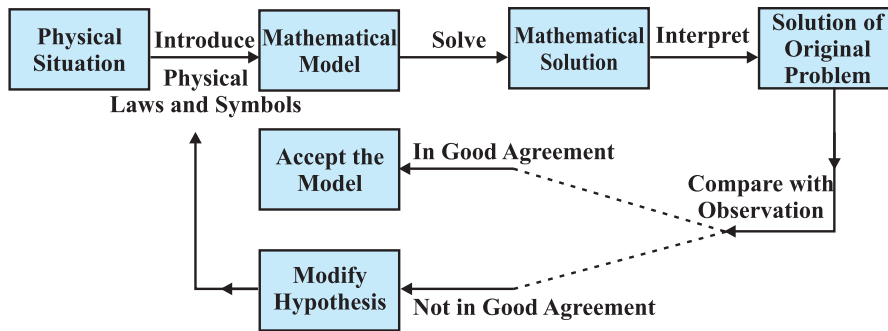 Physical
Situation
Introduce
Physical
Laws and Symbols
Mathematical
Model
Solve
Mathematical
Solution
Interpret
Solution of
Original
Problem
Compare with
Observation
In Good Agreement
Accept the
Model
Not in Good Agreement
Modify
Hypothesis